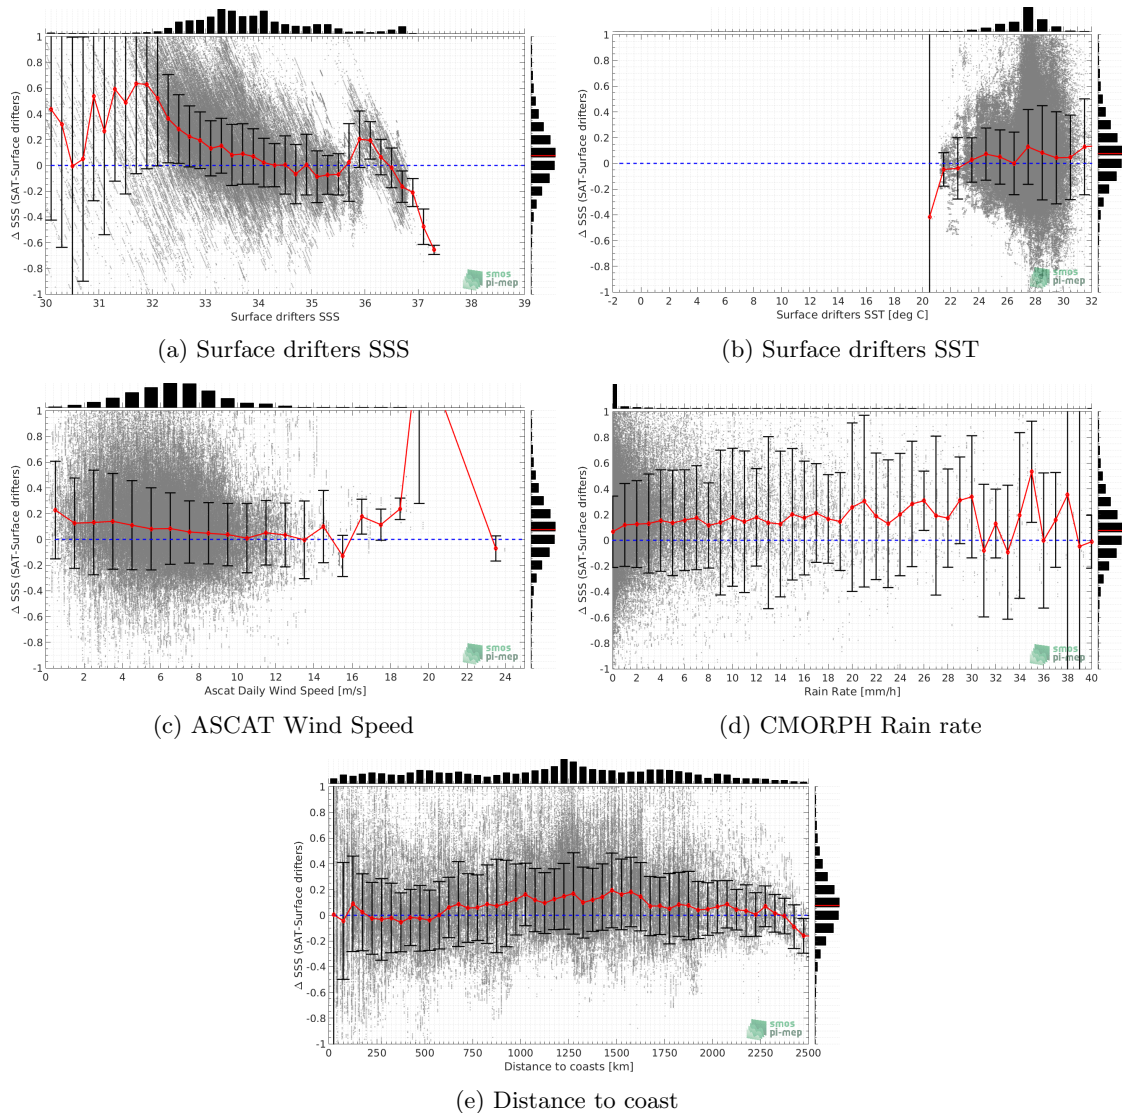 1
0.8
0.6
0.4
0.2
0
-0.2
-0.4
-0.6
-0.8
-1
Δ SSS (SAT-Surface drifters)
30 31 32 33 34 35 36 37 38 39
Surface drifters SSS
smos
pi-mep
(a) Surface drifters SSS
1
0.8
0.6
0.4
0.2
0
-0.2
-0.4
-0.6
-0.8
-1
Δ SSS (SAT-Surface drifters)
-2 0 2 4 6 8 10 12 14 16 18 20 22 24 26 28 30 32
Surface drifters SST [deg C]
smos
pi-mep
(b) Surface drifters SST
1
0.8
0.6
0.4
0.2
0
-0.2
-0.4
-0.6
-0.8
-1
Δ SSS (SAT-Surface drifters)
0 2 4 6 8 10 12 14 16 18 20 22 24
Ascat Daily Wind Speed [m/s]
smos
pi-mep
(c) ASCAT Wind Speed
1
0.8
0.6
0.4
0.2
0
-0.2
-0.4
-0.6
-0.8
-1
Δ SSS (SAT-Surface drifters)
0 2 4 6 8 10 12 14 16 18 20 22 24 26 28 30 32 34 36 38 40
Rain Rate [mm/h]
smos
pi-mep
(d) CMORPH Rain rate
1
0.8
0.6
0.4
0.2
0
-0.2
-0.4
-0.6
-0.8
-1
Δ SSS (SAT-Surface drifters)
0 250 500 750 1000 1250 1500 1750 2000 2250 2500
Distance to coasts [km]
smos
pi-mep
(e) Distance to coast